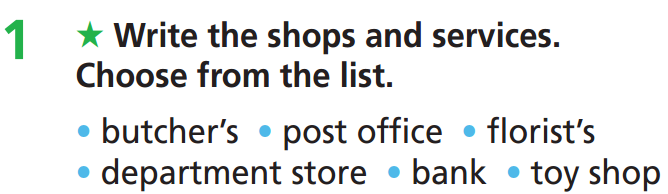 1 ★ Write the shops and services.
Choose from the list.
• butcher's • post office • florist's
• department store • bank • toy shop